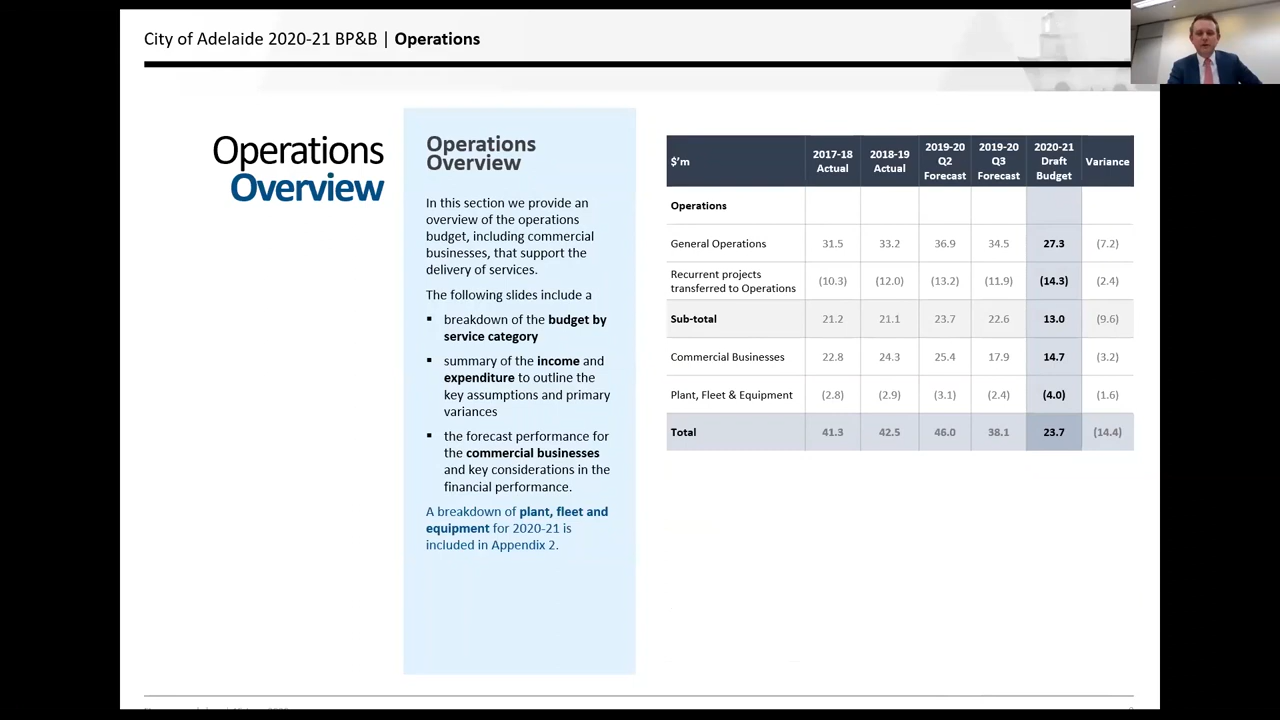 City of Adelaide 2020-21 BP&B | Operations
Operations
Overview
Operations
Overview
In this section we provide an
overview of the operations
budget, including commercial
businesses, that support the
delivery of services.
The following slides include a
▪ breakdown of the budget by
service category
▪ summary of the income and
expenditure to outline the
key assumptions and primary
variances
▪ the forecast performance for
the commercial businesses
and key considerations in the
financial performance.
A breakdown of plant, fleet and
equipment for 2020-21 is
included in Appendix 2.
$'m 2017-18 Actual 2018-19 Actual 2019-20 Q2 Forecast 2019-20 Q3 Forecast 2020-21 Draft Budget Variance
Operations
General Operations 31.5 33.2 36.9 34.5 27.3 (7.2)
Recurrent projects transferred to Operations (10.3) (12.0) (13.2) (11.9) (14.3) (2.4)
Sub-total 21.2 21.1 23.7 22.6 13.0 (9.6)
Commercial Businesses 22.8 24.3 25.4 17.9 14.7 (3.2)
Plant, Fleet & Equipment (2.8) (2.9) (3.1) (2.4) (4.0) (1.6)
Total 41.3 42.5 46.0 38.1 23.7 (14.4)